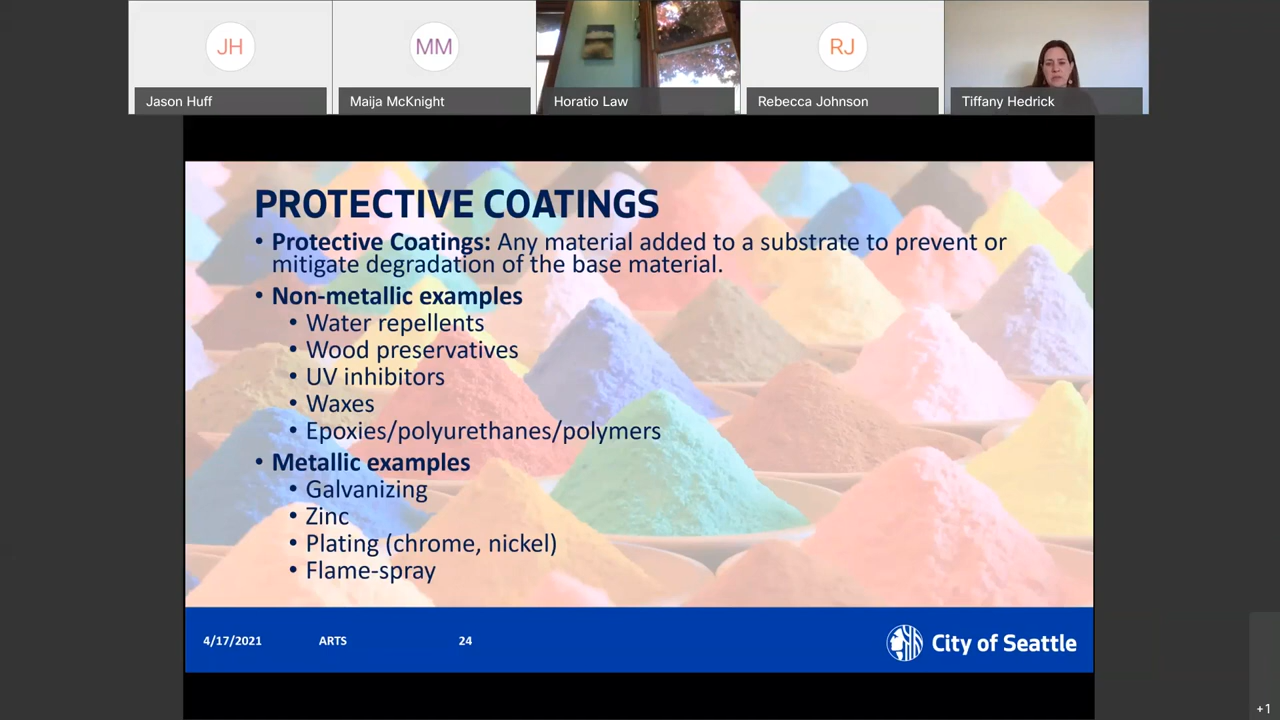 JH
MM
RJ
Jason Huff
Maija McKnight
Horatio Law
Rebecca Johnson
Tiffany Hedrick
PROTECTIVE COATINGS
• Protective Coatings: Any material added to a substrate to prevent or
mitigate degradation of the base material.
• Non-metallic examples
• Water repellents
• Wood preservatives
• UV inhibitors
• Waxes
• Epoxies/polyurethanes/polymers
• Metallic examples
• Galvanizing
• Zinc
• Plating (chrome, nickel)
• Flame-spray
4/17/2021 ARTS 24
City of Seattle
+1